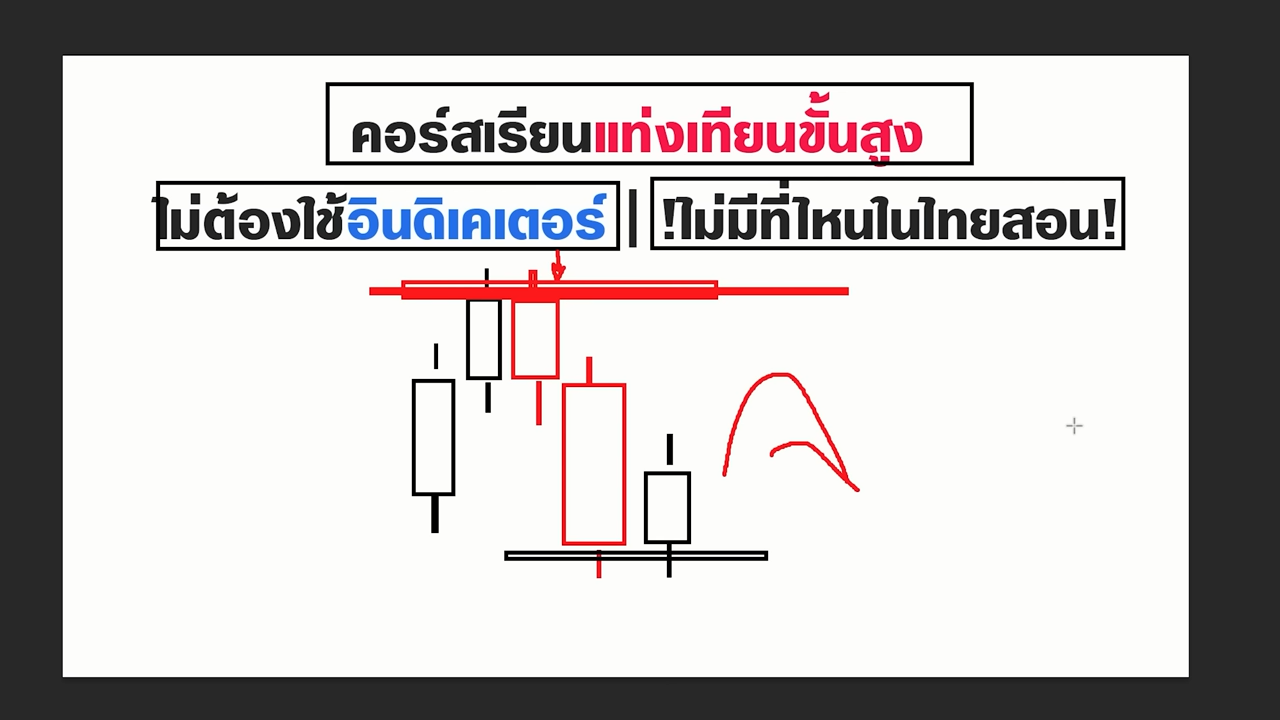 คอร์สเรียนแท่งเทียนขั้นสูง
ไม่ต้องใช้อินดิเคเตอร์ | !ไม่มีที่ไหนในไทยสอน!